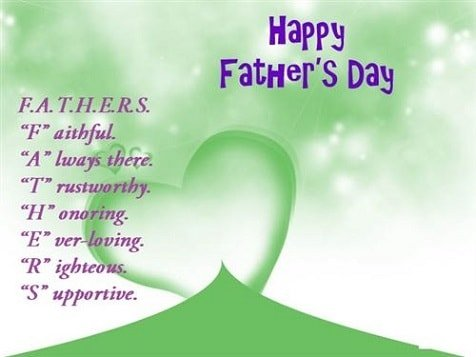 Happy
Father's Day
F.A.T.H.E.R.S.
"F" aithful.
"A" lways there.
"T" rustworthy.
"H" onoring.
"E" ver-loving.
"R" ighteous.
"S" upportive.